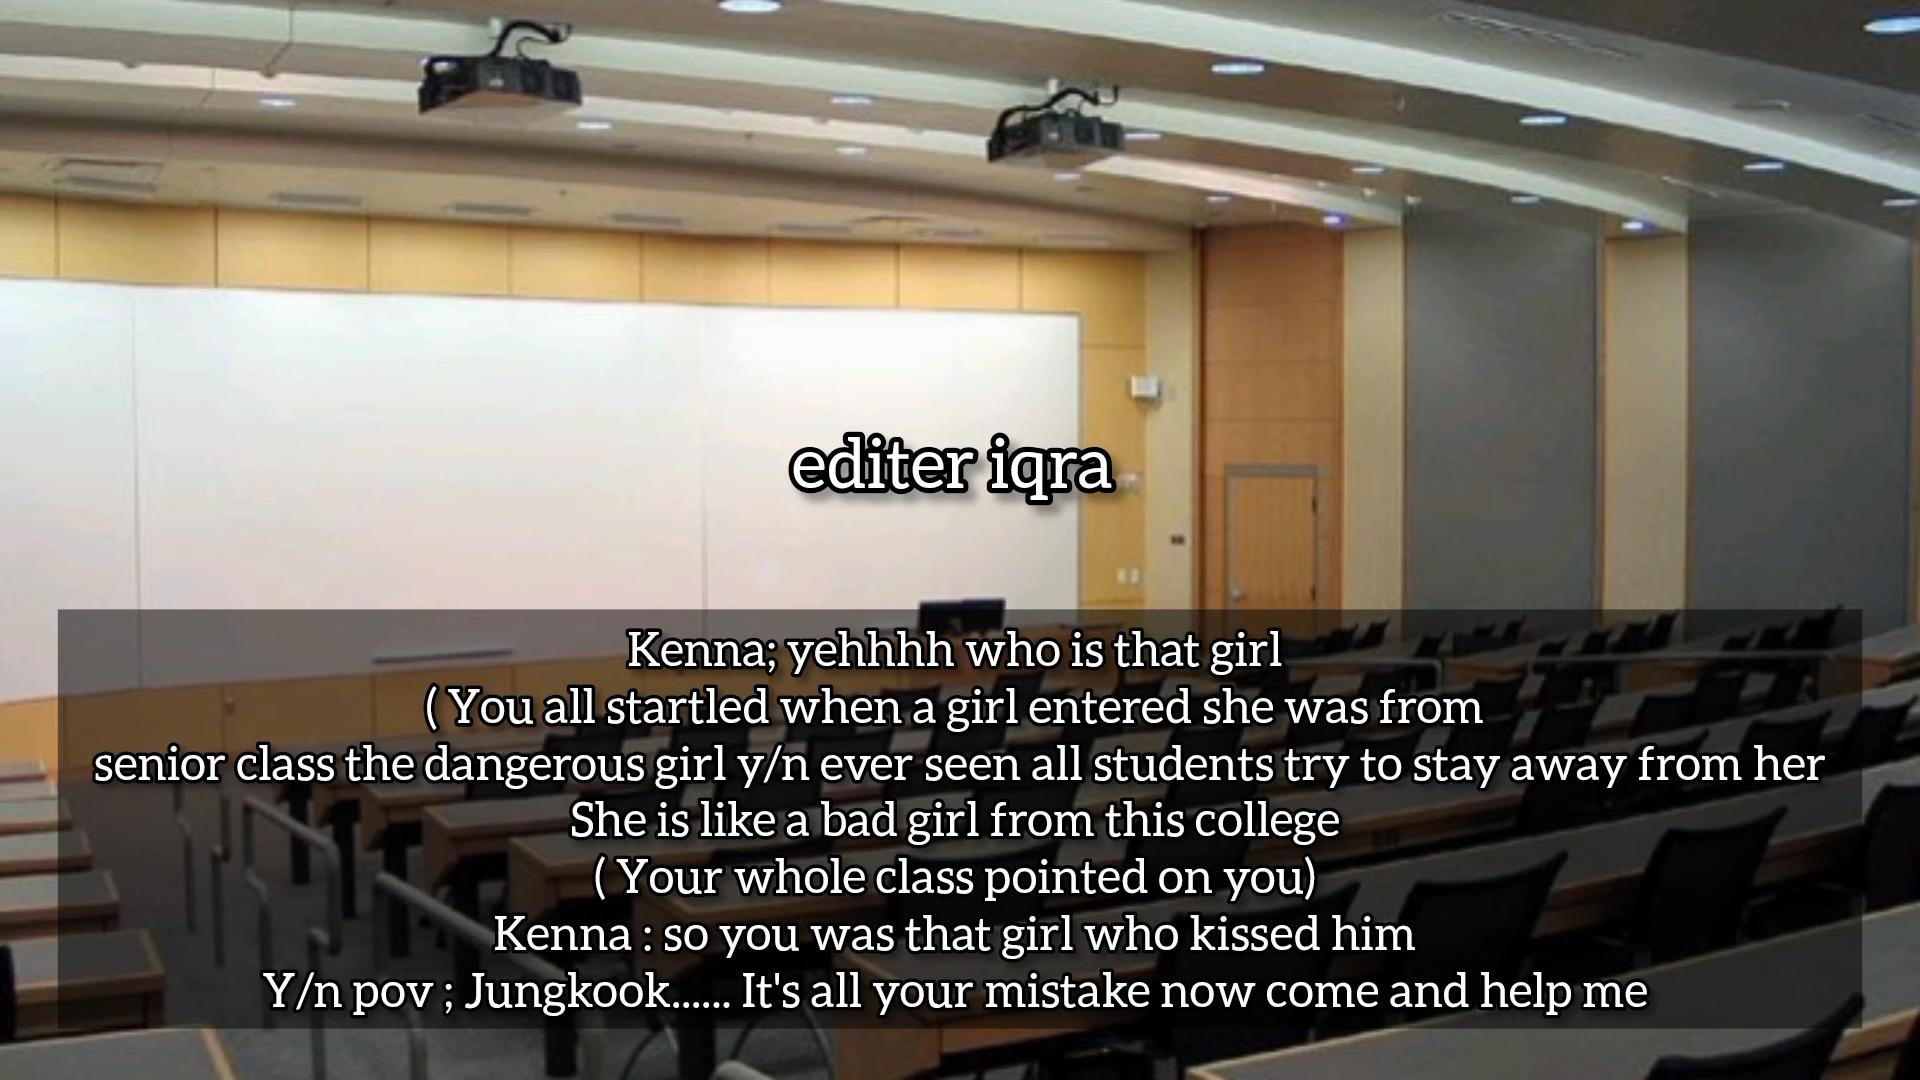 editer iqra
Kenna; yehhhh who is that girl
( You all startled when a girl entered she was from
senior class the dangerous girl y/n ever seen all students try to stay away from her
She is like a bad girl from this college
( Your whole class pointed on you)
Kenna : so you was that girl who kissed him
Y/n pov ; Jungkook...... It's all your mistake now come and help me